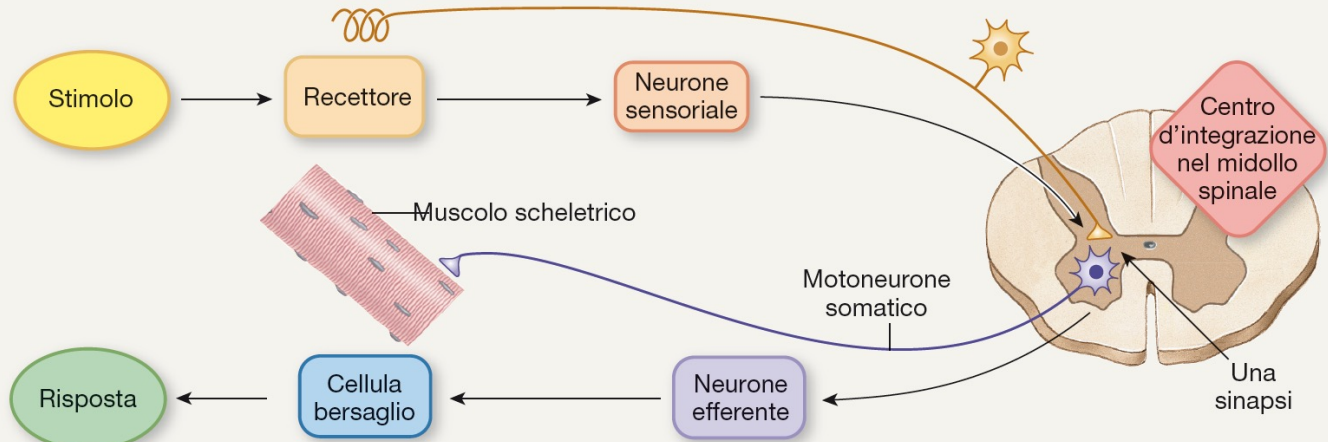 Stimolo
Recettore
Neurone
sensoriale
Centro
d'integrazione
nel midollo
spinale
Muscolo scheletrico
Motoneurone
somatico
Una
sinapsi
Neurone
efferente
Cellula
bersaglio
Risposta